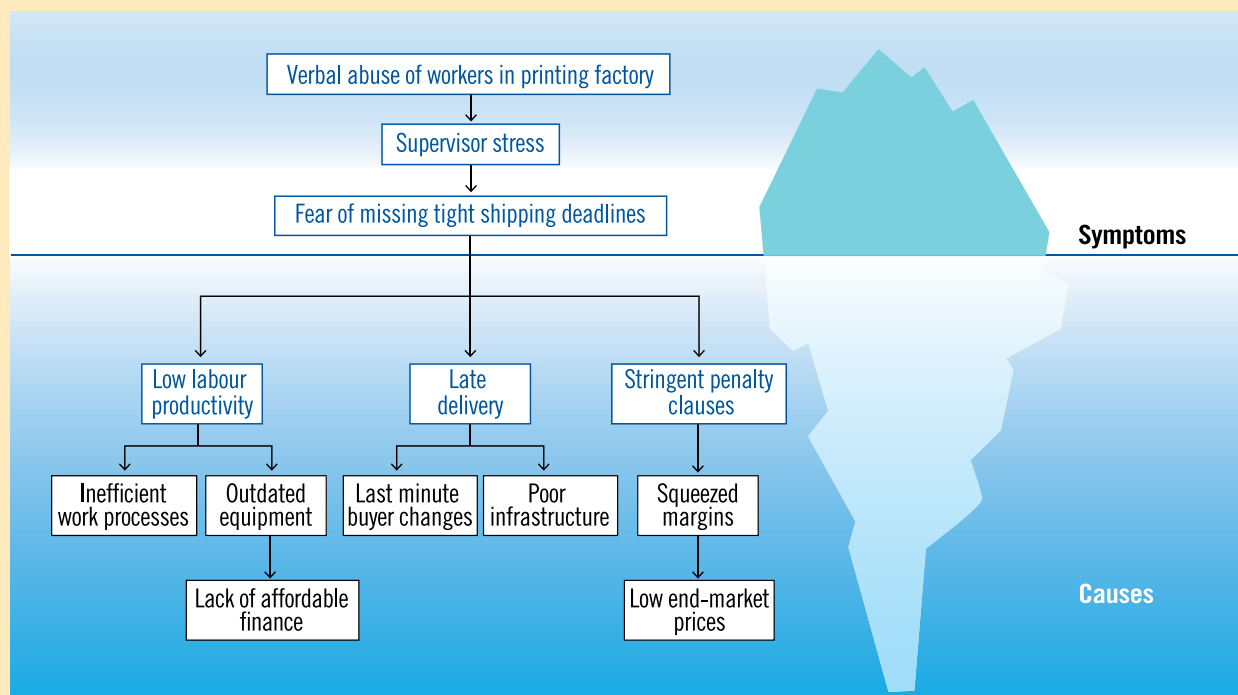 Verbal abuse of workers in printing factory
Supervisor stress
Fear of missing tight shipping deadlines
Symptoms
Low labour
productivity
Late
delivery
Stringent penalty
clauses
Inefficient
work processes
Outdated
equipment
Last minute
buyer changes
Poor
infrastructure
Squeezed
margins
Lack of affordable
finance
Low end-market
prices
Causes